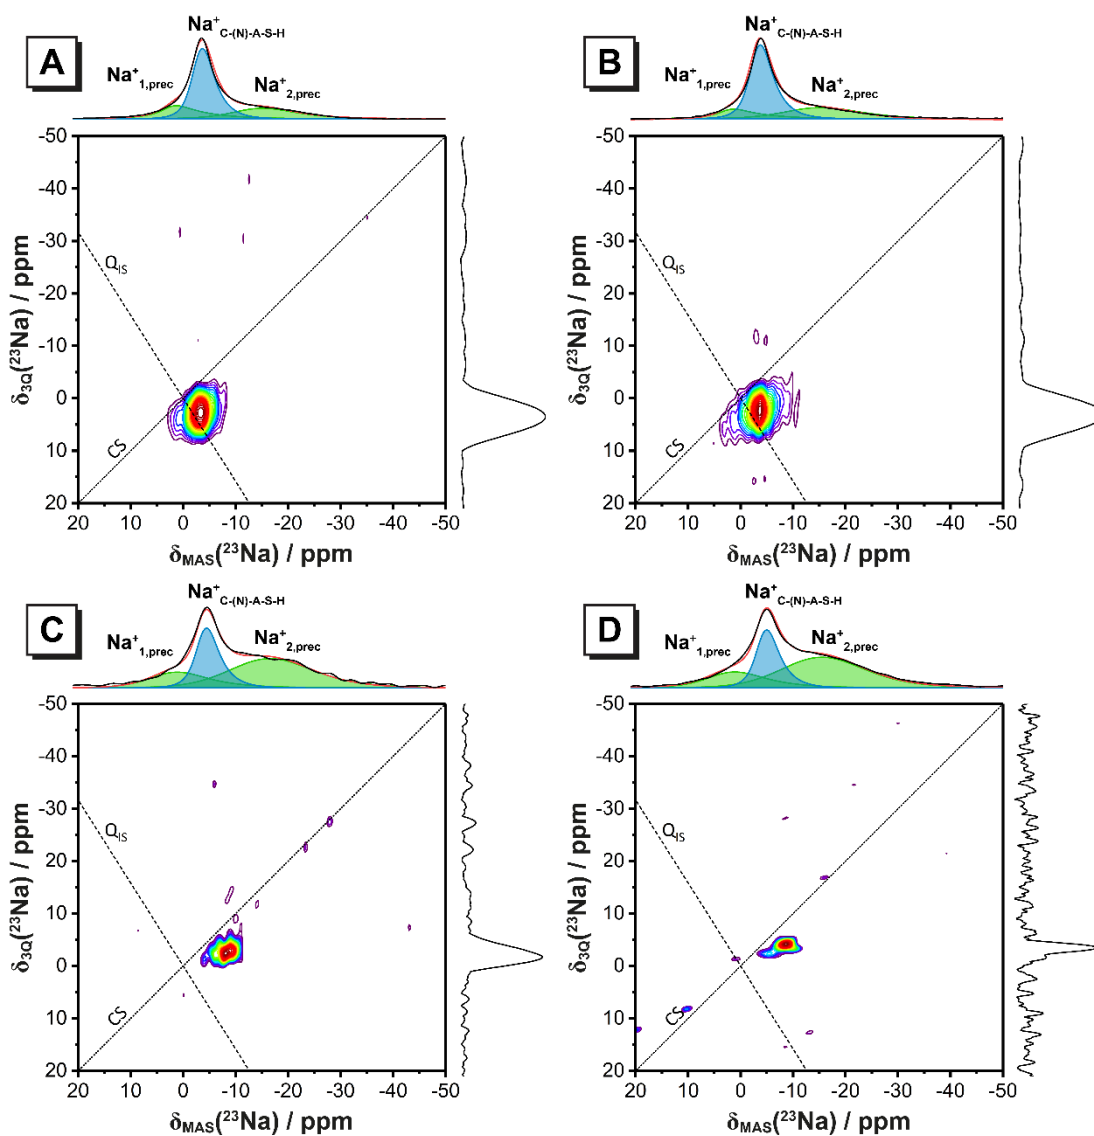 A
Na⁺C-(N)-A-S-H
Na⁺1,prec
Na⁺2,prec
-50
-40
-30
-20
-10
0
10
20
δ3Q(²³Na) / ppm
QIS
CS
20 10 0 -10 -20 -30 -40 -50
δMAS(²³Na) / ppm
B
Na⁺C-(N)-A-S-H
Na⁺1,prec
Na⁺2,prec
-50
-40
-30
-20
-10
0
10
20
δ3Q(²³Na) / ppm
QIS
CS
20 10 0 -10 -20 -30 -40 -50
δMAS(²³Na) / ppm
C
Na⁺C-(N)-A-S-H
Na⁺1,prec
Na⁺2,prec
-50
-40
-30
-20
-10
0
10
20
δ3Q(²³Na) / ppm
QIS
CS
20 10 0 -10 -20 -30 -40 -50
δMAS(²³Na) / ppm
D
Na⁺C-(N)-A-S-H
Na⁺1,prec
Na⁺2,prec
-50
-40
-30
-20
-10
0
10
20
δ3Q(²³Na) / ppm
QIS
CS
20 10 0 -10 -20 -30 -40 -50
δMAS(²³Na) / ppm